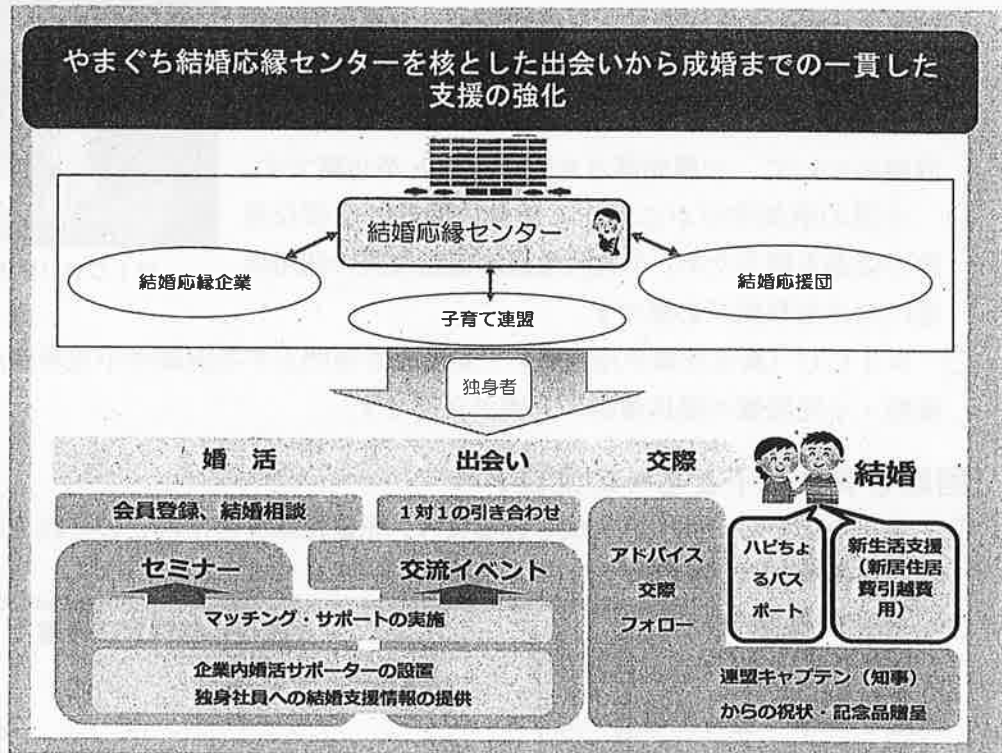 やまぐち結婚応縁センターを核とした出会いから成婚までの一貫した
支援の強化
結婚応縁センター
結婚応縁企業
結婚応援団
子育て連盟
独身者
婚活
出会い
交際
結婚
会員登録、結婚相談
1対1の引き合わせ
セミナー
交流イベント
マッチング・サポートの実施
企業内婚活サポーターの設置
独身社員への結婚支援情報の提供
アドバイス
交際
フォロー
ハピちょ
るパス
ポート
新生活支援
(新居住居
費引越費
用)
連盟キャプテン(知事)
からの祝状・記念品贈呈